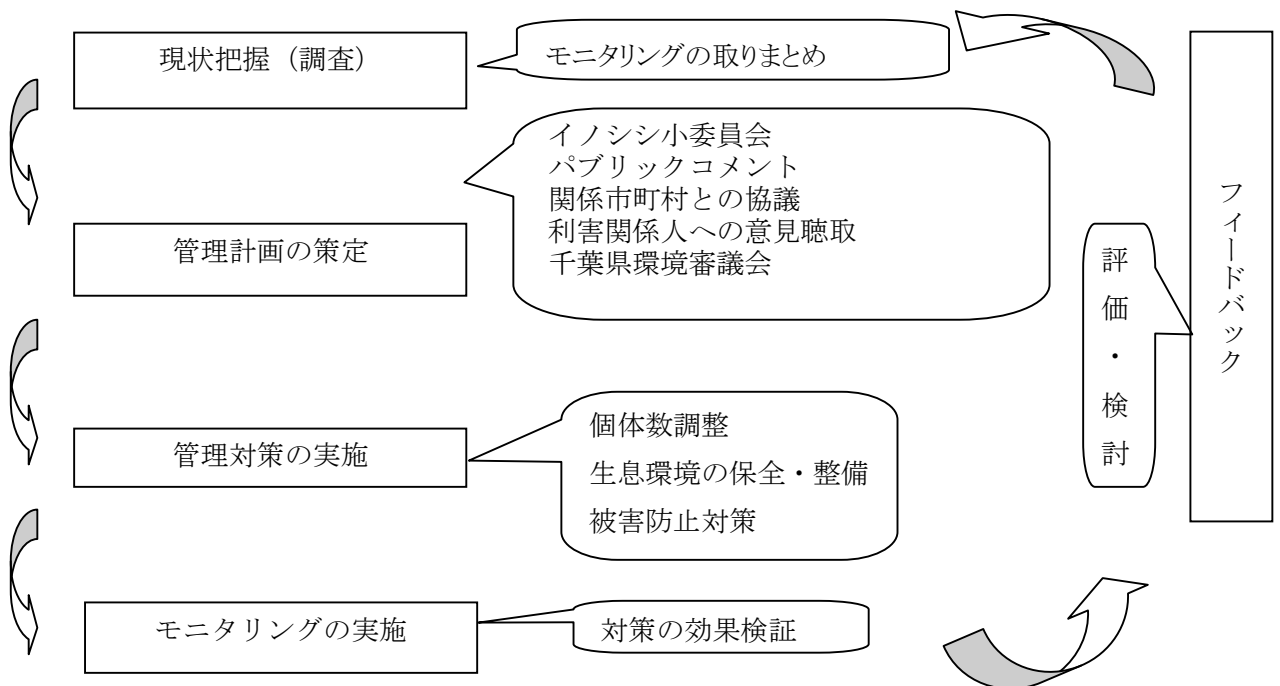 現状把握（調査）
モニタリングの取りまとめ
イノシシ小委員会
パブリックコメント
関係市町村との協議
利害関係人への意見聴取
千葉県環境審議会
管理計画の策定
管理対策の実施
個体数調整
生息環境の保全・整備
被害防止対策
モニタリングの実施
対策の効果検証
評価・検討
フィードバック